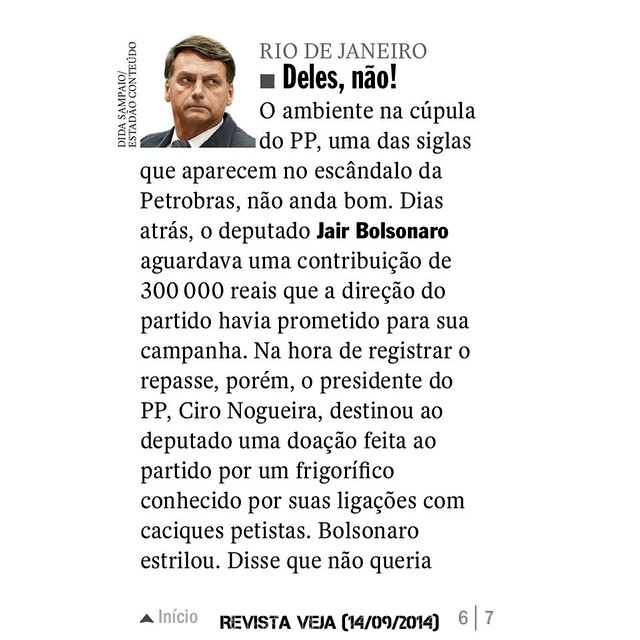 DIDA SAMPAIO/
ESTADÃO CONTEÚDO
RIO DE JANEIRO
■ Deles, não!
O ambiente na cúpula
do PP, uma das siglas
que aparecem no escândalo da
Petrobras, não anda bom. Dias
atrás, o deputado Jair Bolsonaro
aguardava uma contribuição de
300 000 reais que a direção do
partido havia prometido para sua
campanha. Na hora de registrar o
repasse, porém, o presidente do
PP, Ciro Nogueira, destinou ao
deputado uma doação feita ao
partido por um frigorífico
conhecido por suas ligações com
caciques petistas. Bolsonaro
estrilou. Disse que não queria
Início REVISTA VEJA (14/09/2014) 6|7